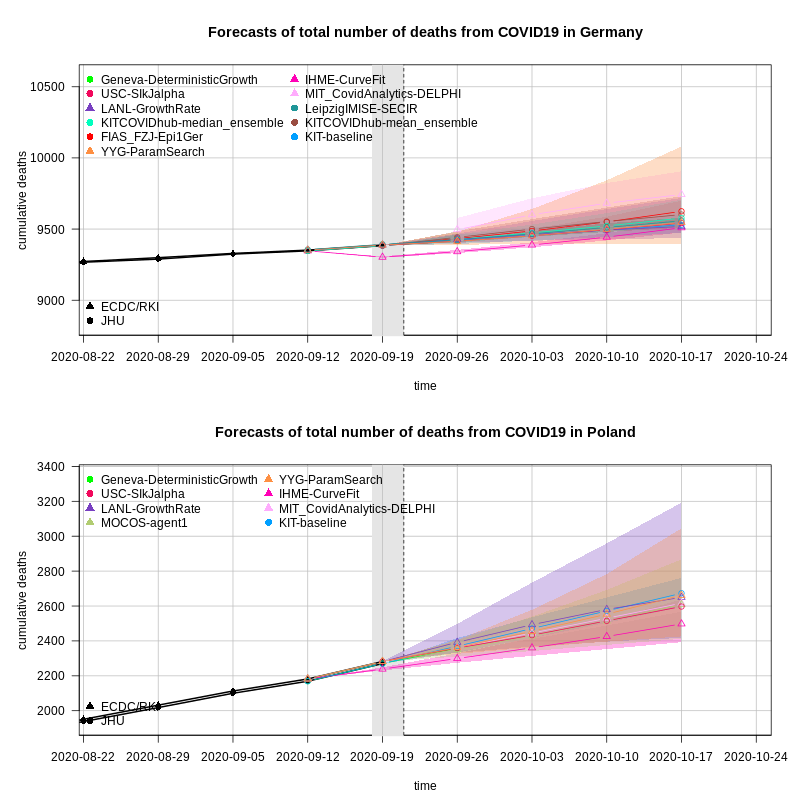 Forecasts of total number of deaths from COVID19 in Germany
cumulative deaths
10500
10000
9500
9000
Geneva-DeterministicGrowth
USC-SIkJalpha
LANL-GrowthRate
KITCOVIDhub-median_ensemble
FIAS_FZJ-Epi1Ger
YYG-ParamSearch
IHME-CurveFit
MIT_CovidAnalytics-DELPHI
LeipzigIMISE-SECIR
KITCOVIDhub-mean_ensemble
KIT-baseline
ECDC/RKI
JHU
2020-08-22 2020-08-29 2020-09-05 2020-09-12 2020-09-19 2020-09-26 2020-10-03 2020-10-10 2020-10-17 2020-10-24
time
Forecasts of total number of deaths from COVID19 in Poland
cumulative deaths
3400
3200
3000
2800
2600
2400
2200
2000
Geneva-DeterministicGrowth
USC-SIkJalpha
LANL-GrowthRate
MOCOS-agent1
YYG-ParamSearch
IHME-CurveFit
MIT_CovidAnalytics-DELPHI
KIT-baseline
ECDC/RKI
JHU
2020-08-22 2020-08-29 2020-09-05 2020-09-12 2020-09-19 2020-09-26 2020-10-03 2020-10-10 2020-10-17 2020-10-24
time